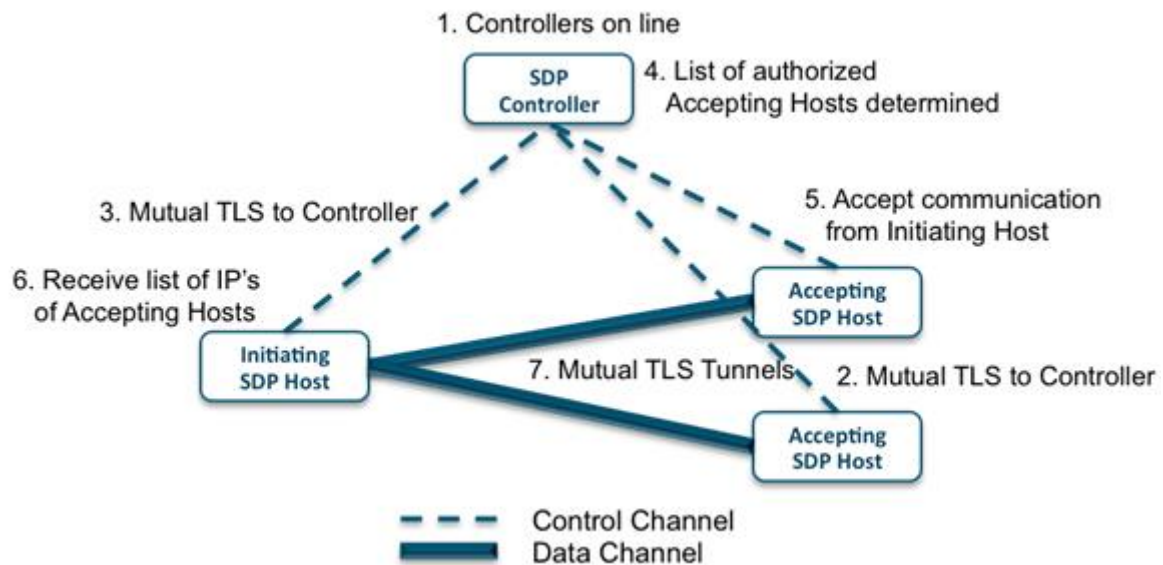 1. Controllers on line
SDP
Controller
4. List of authorized
Accepting Hosts determined
3. Mutual TLS to Controller
5. Accept communication
from Initiating Host
6. Receive list of IP's
of Accepting Hosts
Accepting
SDP Host
Initiating
SDP Host
7. Mutual TLS Tunnels
2. Mutual TLS to Controller
Accepting
SDP Host
Control Channel
Data Channel